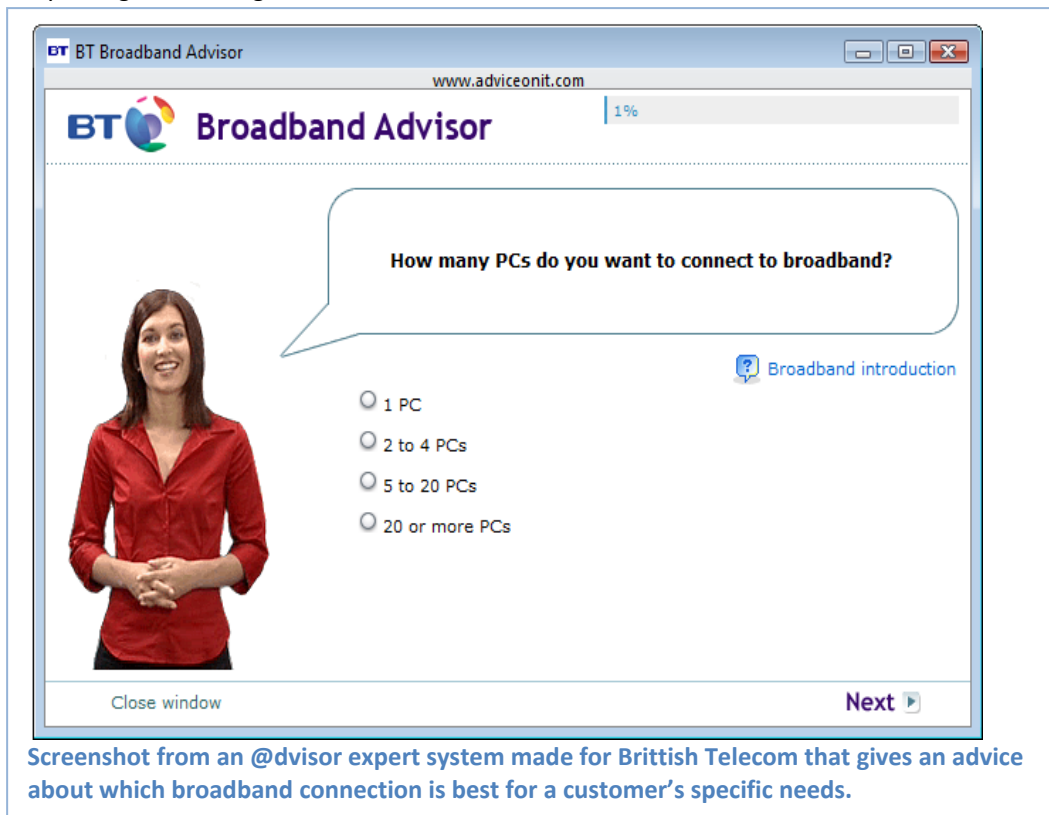 BT BT Broadband Advisor
www.adviceonit.com
BT Broadband Advisor
1%
How many PCs do you want to connect to broadband?
? Broadband introduction
1 PC
2 to 4 PCs
5 to 20 PCs
20 or more PCs
Close window
Next
Screenshot from an @dvisor expert system made for Brittish Telecom that gives an advice
about which broadband connection is best for a customer's specific needs.